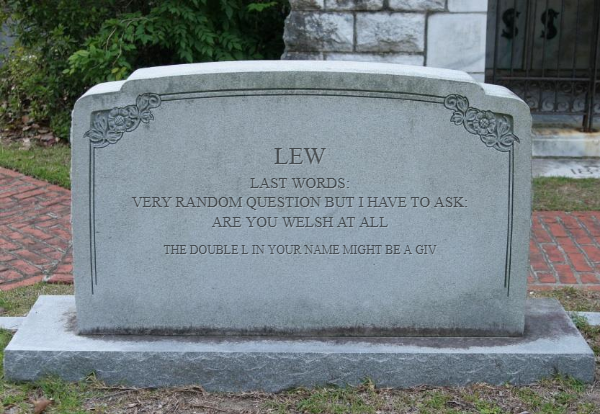 LEW
LAST WORDS:
VERY RANDOM QUESTION BUT I HAVE TO ASK:
ARE YOU WELSH AT ALL
THE DOUBLE L IN YOUR NAME MIGHT BE A GIV